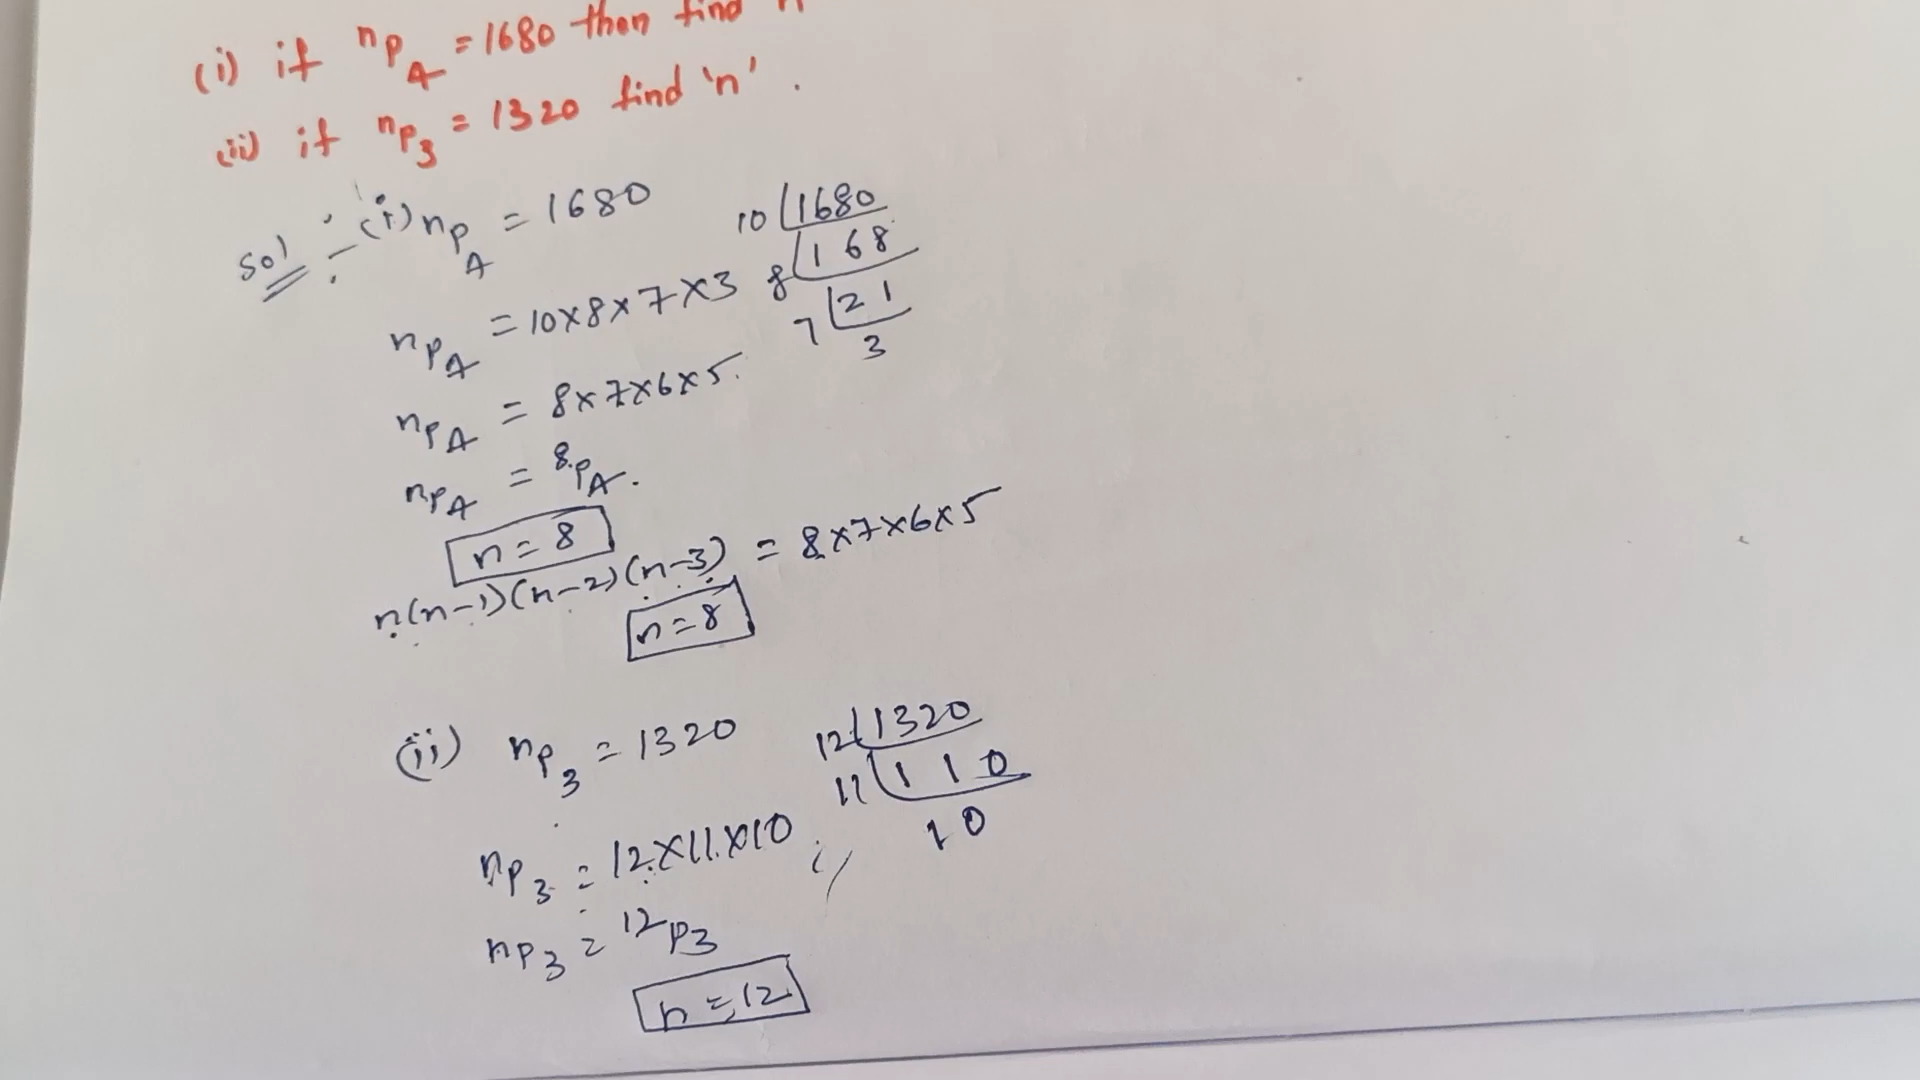 (i) if ⁿP₄ = 1680 then find n
(ii) if ⁿP₃ = 1320 find 'n'.
Sol :- (i) ⁿP₄ = 1680
10 | 1680
8 | 168
7 | 21
3
ⁿP₄ = 10×8×7×3
ⁿP₄ = 8×7×6×5.
ⁿP₄ = ⁸P₄.
n=8
n(n-1)(n-2)(n-3) = 8×7×6×5
n=8
(ii) ⁿP₃ = 1320
12 | 1320
11 | 110
10
ⁿP₃ = 12×11×10
ⁿP₃ = ¹²P₃
n=12